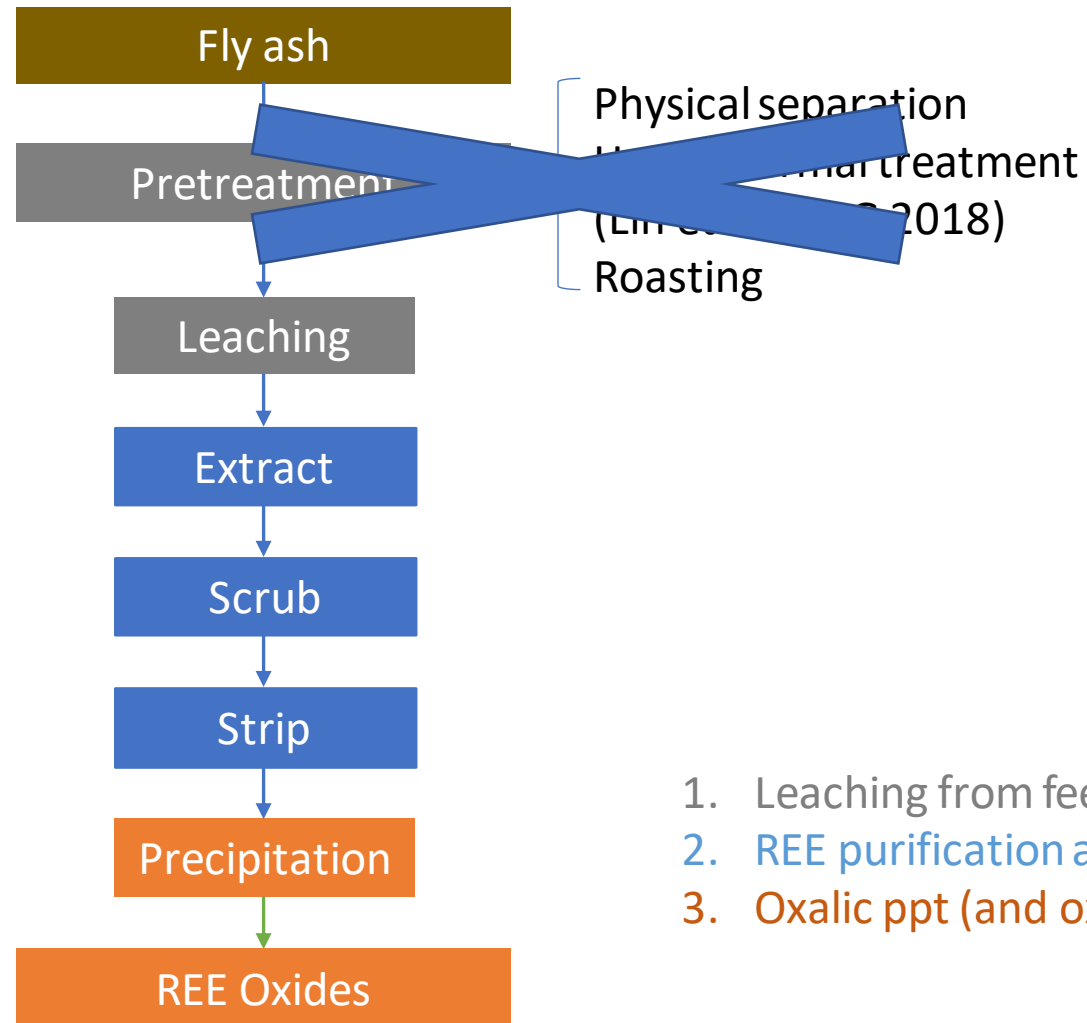 Fly ash
Physical separation
Pretreatment
treatment
2018)
Roasting
Leaching
Extract
Scrub
Strip
1. Leaching from
2. REE purification
Precipitation
3. Oxalic ppt (and
REE Oxides